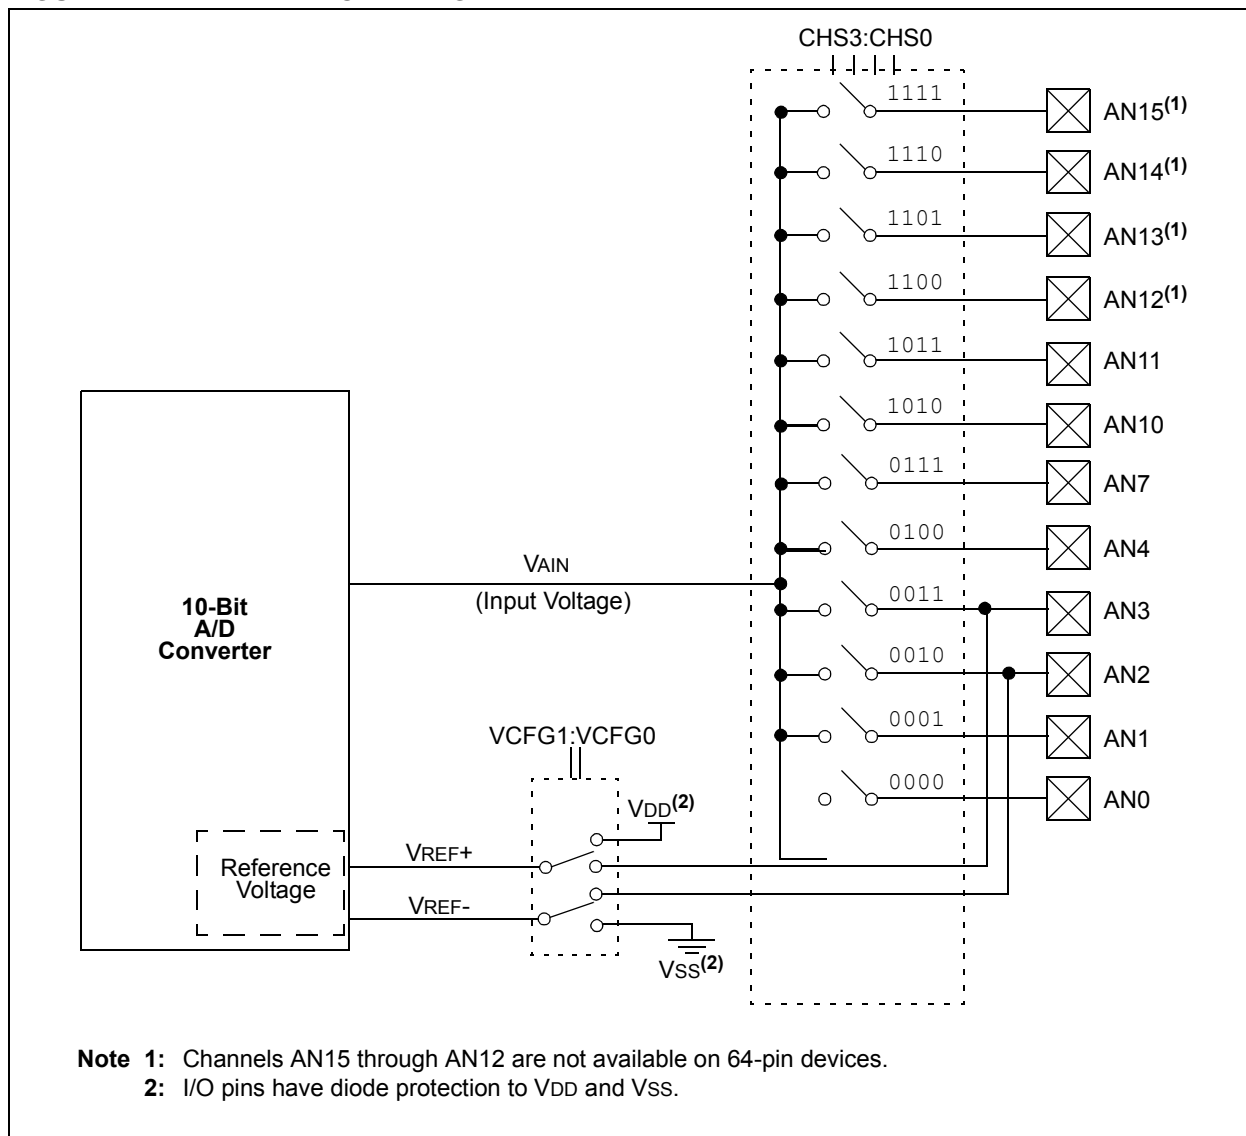 CHS3:CHS0
1111 AN15(1)
1110 AN14(1)
1101 AN13(1)
1100 AN12(1)
1011 AN11
1010 AN10
0111 AN7
0100 AN4
VAIN
(Input Voltage)
10-Bit
A/D
Converter
0011 AN3
0010 AN2
0001 AN1
0000 AN0
VCFG1:VCFG0
VDD(2)
Reference
Voltage
VREF+
VREF-
VSS(2)
Note 1: Channels AN15 through AN12 are not available on 64-pin devices.
2: I/O pins have diode protection to VDD and VSS.